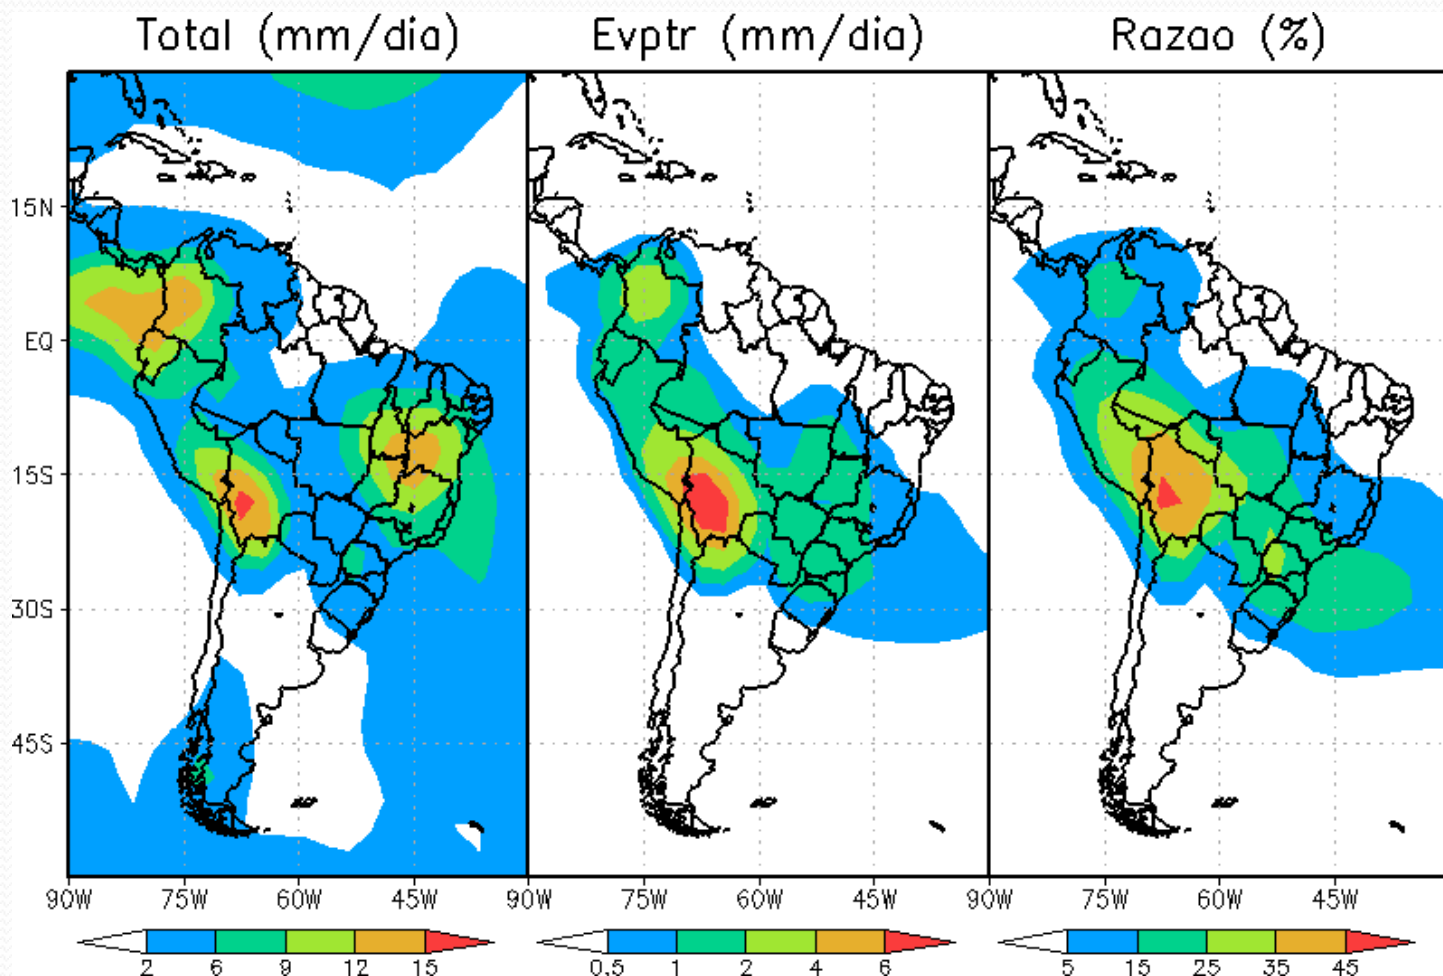 Total (mm/dia) Evptr (mm/dia) Razao (%)
15N
EQ
15S
30S
45S
90W 75W 60W 45W 90W 75W 60W 45W 90W 75W 60W 45W
2 6 9 12 15 0.5 1 2 4 6 5 15 25 35 45